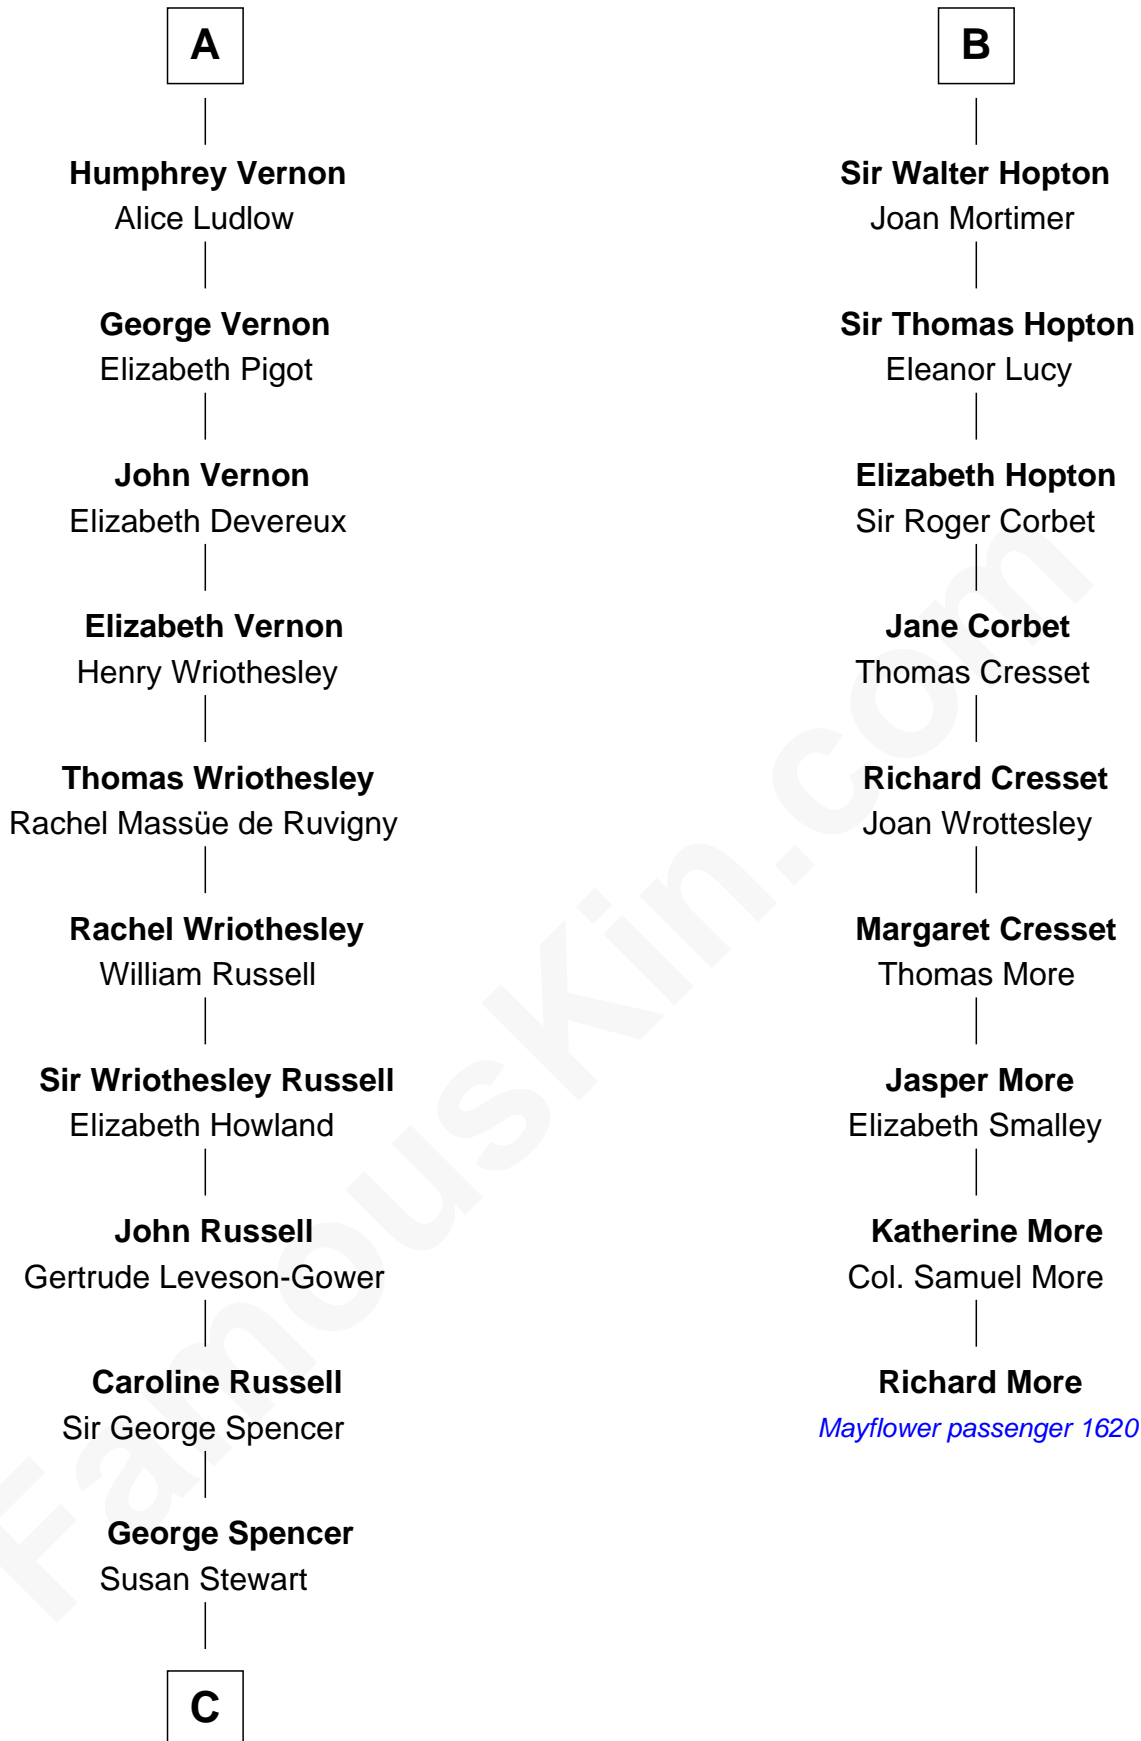 A
Humphrey Vernon
Alice Ludlow
George Vernon
Elizabeth Pigot
John Vernon
Elizabeth Devereux
Elizabeth Vernon
Henry Wriothesley
Thomas Wriothesley
Rachel Massüe de Ruvigny
Rachel Wriothesley
William Russell
Sir Wriothesley Russell
Elizabeth Howland
John Russell
Gertrude Leveson-Gower
Caroline Russell
Sir George Spencer
George Spencer
Susan Stewart
C
B
Sir Walter Hopton
Joan Mortimer
Sir Thomas Hopton
Eleanor Lucy
Elizabeth Hopton
Sir Roger Corbet
Jane Corbet
Thomas Cresset
Richard Cresset
Joan Wrottesley
Margaret Cresset
Thomas More
Jasper More
Elizabeth Smalley
Katherine More
Col. Samuel More
Richard More
Mayflower passenger 1620
FamousKin.com